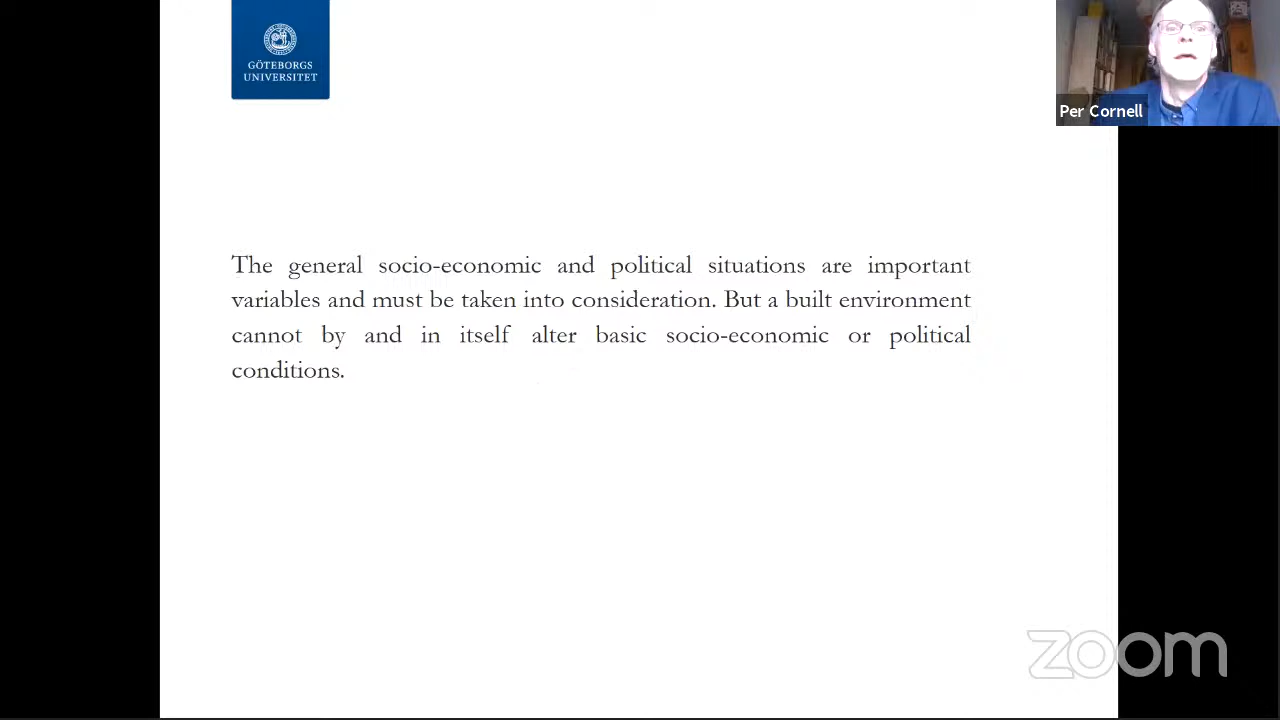 GÖTEBORGS
UNIVERSITET
Per Cornell
The general socio-economic and political situations are important
variables and must be taken into consideration. But a built environment
cannot by and in itself alter basic socio-economic or political
conditions.
zoom